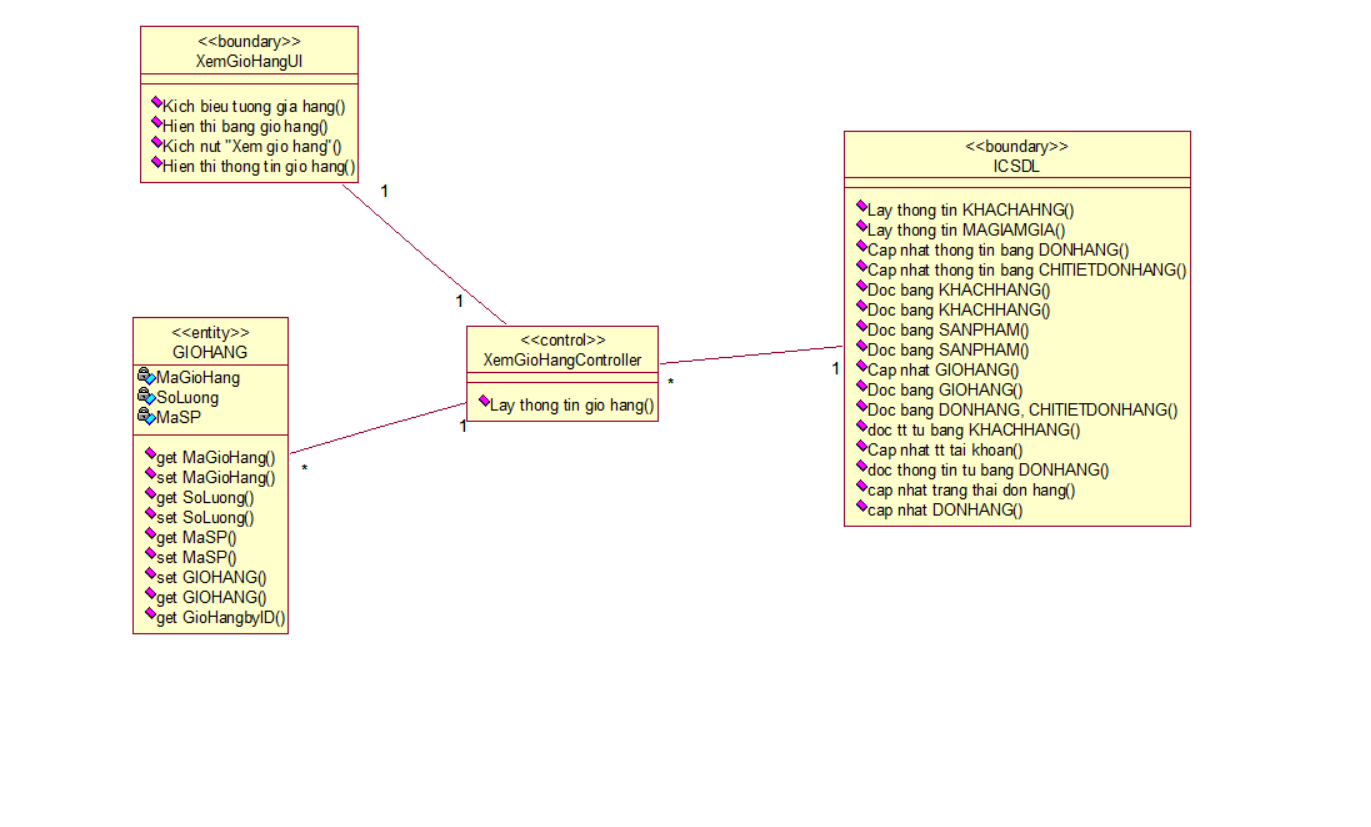 <<boundary>>
XemGioHangUI
Kich bieu tuong gia hang()
Hien thi bang gio hang()
Kich nut "Xem gio hang"()
Hien thi thong tin gio hang()
1
1
<<entity>>
GIOHANG
MaGioHang
SoLuong
MaSP
get MaGioHang()
set MaGioHang()
get SoLuong()
set SoLuong()
get MaSP()
set MaSP()
set GIOHANG()
get GIOHANG()
get GioHangbyID()
*
1
<<control>>
XemGioHangController
Lay thong tin gio hang()
*
1
<<boundary>>
ICSDL
Lay thong tin KHACHAHNG()
Lay thong tin MAGIAMGIA()
Cap nhat thong tin bang DONHANG()
Cap nhat thong tin bang CHITIETDONHANG()
Doc bang KHACHHANG()
Doc bang KHACHHANG()
Doc bang SANPHAM()
Doc bang SANPHAM()
Cap nhat GIOHANG()
Doc bang GIOHANG()
Doc bang DONHANG, CHITIETDONHANG()
doc tt tu bang KHACHHANG()
Cap nhat tt tai khoan()
doc thong tin tu bang DONHANG()
cap nhat trang thai don hang()
cap nhat DONHANG()